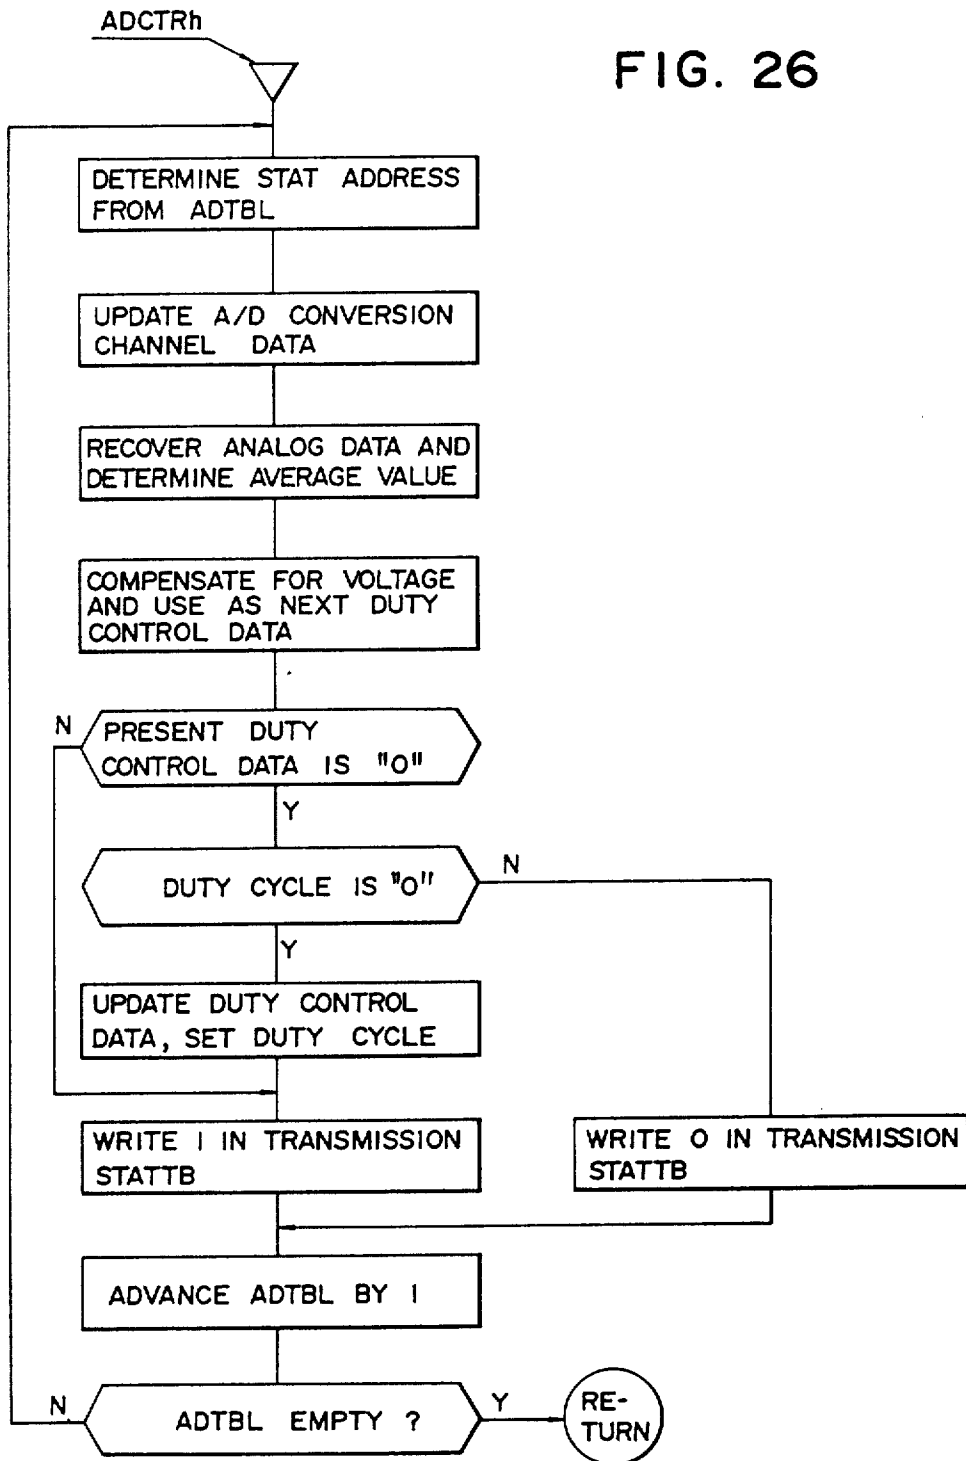 ADCTRh
FIG. 26
DETERMINE STAT ADDRESS
FROM ADTBL
UPDATE A/D CONVERSION
CHANNEL DATA
RECOVER ANALOG DATA AND
DETERMINE AVERAGE VALUE
COMPENSATE FOR VOLTAGE
AND USE AS NEXT DUTY
CONTROL DATA
N
PRESENT DUTY
CONTROL DATA IS "0"
Y
DUTY CYCLE IS "0"
N
Y
UPDATE DUTY CONTROL
DATA, SET DUTY CYCLE
WRITE 1 IN TRANSMISSION
STATTB
WRITE 0 IN TRANSMISSION
STATTB
ADVANCE ADTBL BY 1
N
ADTBL EMPTY ?
Y
RE-
TURN